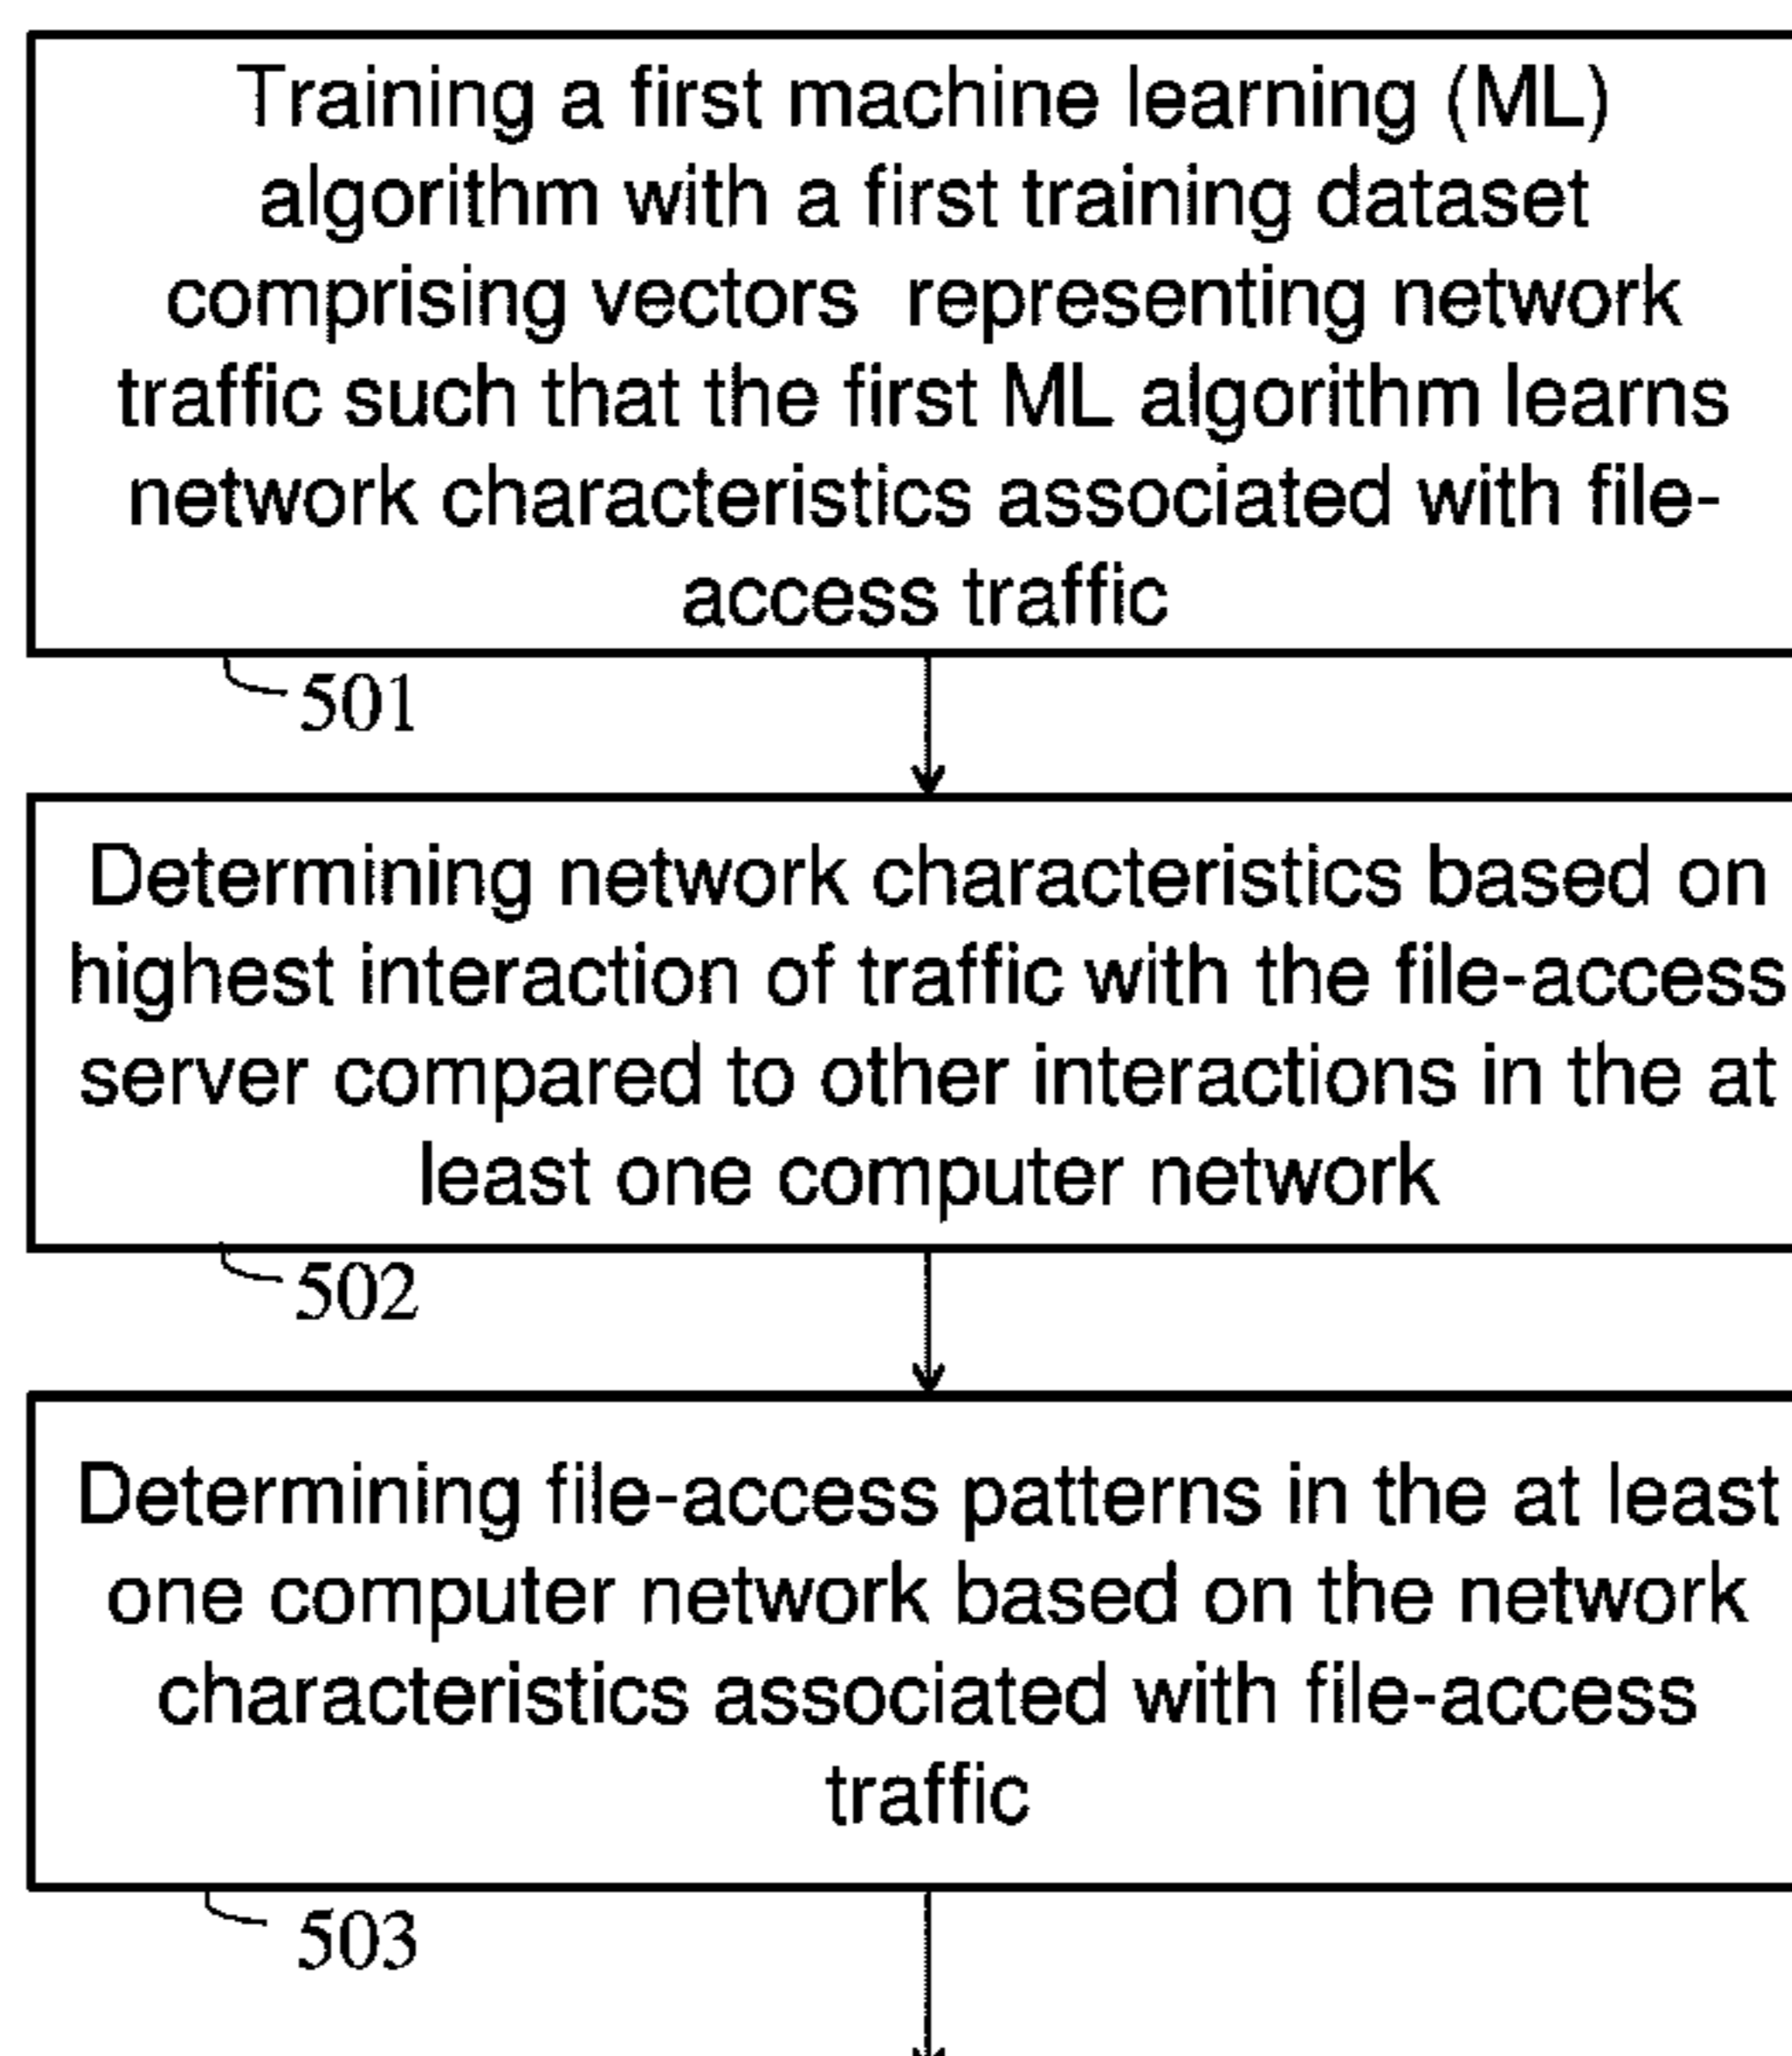 Training a first machine learning (ML)
algorithm with a first training dataset
comprising vectors representing network
traffic such that the first ML algorithm learns
network characteristics associated with file-
access traffic
501
Determining network characteristics based on
highest interaction of traffic with the file-access
server compared to other interactions in the at
least one computer network
502
Determining file-access patterns in the at least
one computer network based on the network
characteristics associated with file-access
traffic
503